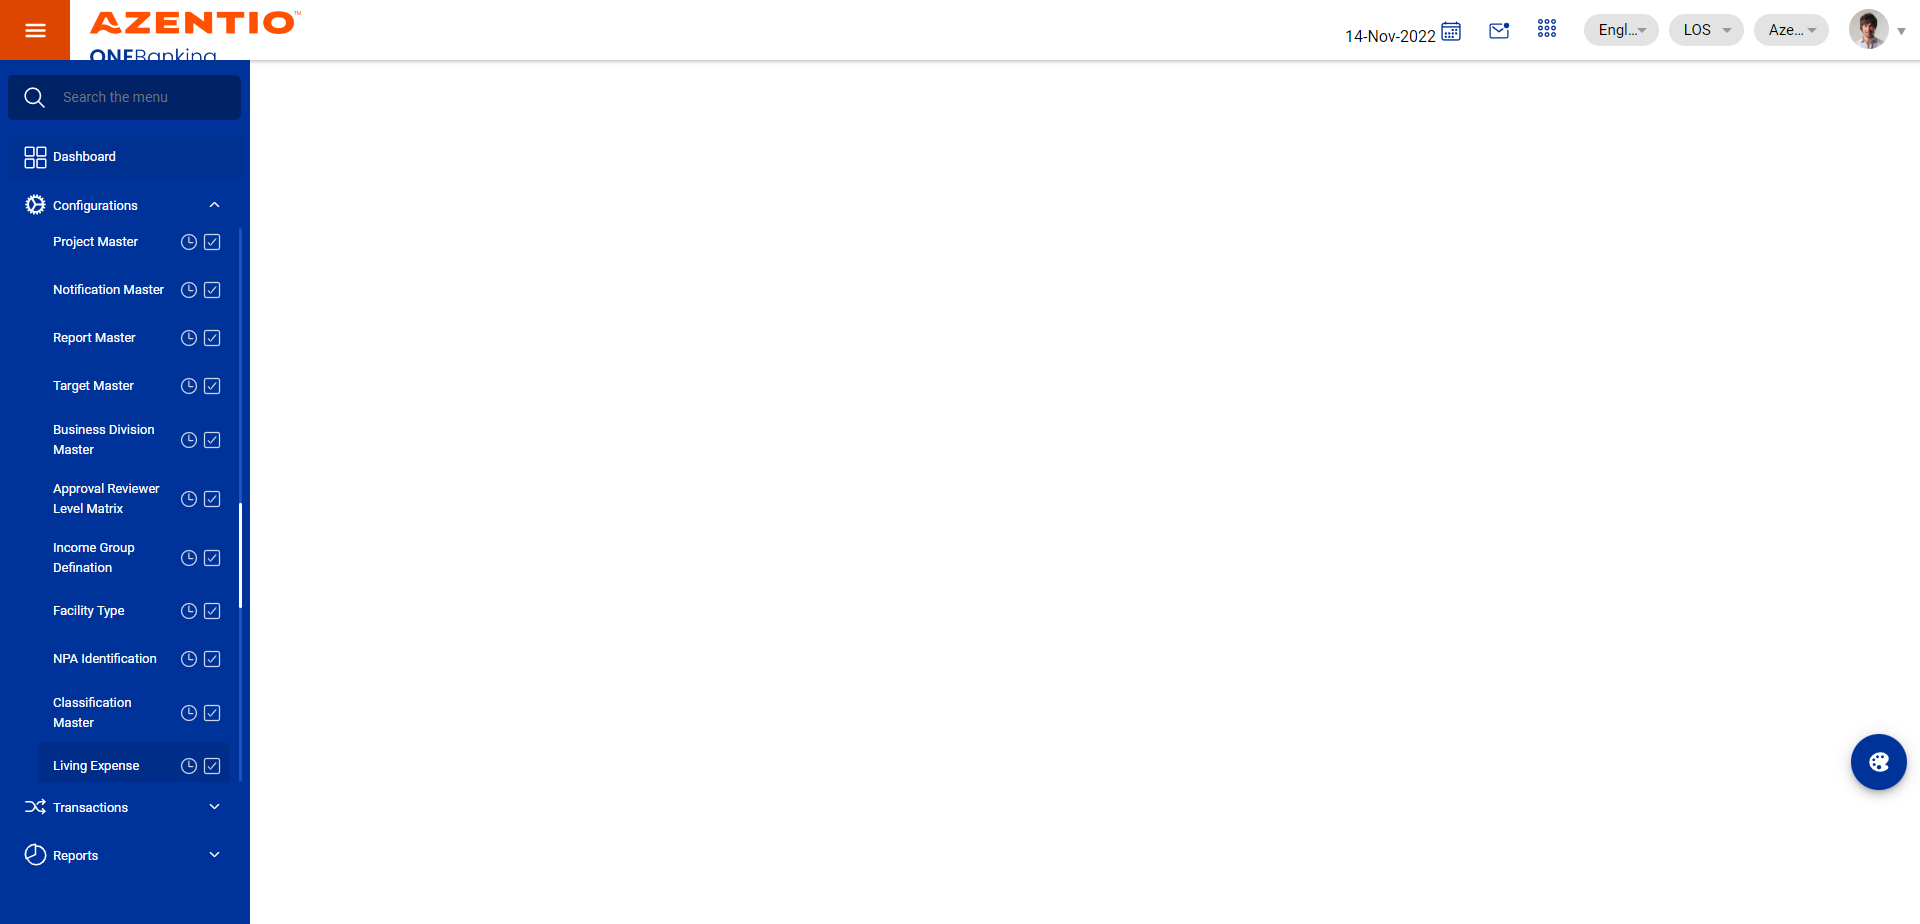 AZENTIO™
ONEBanking
14-Nov-2022
Engl...
LOS
Aze...
Search the menu
Dashboard
Configurations
Project Master
Notification Master
Report Master
Target Master
Business Division
Master
Approval Reviewer
Level Matrix
Income Group
Defination
Facility Type
NPA Identification
Classification
Master
Living Expense
Transactions
Reports